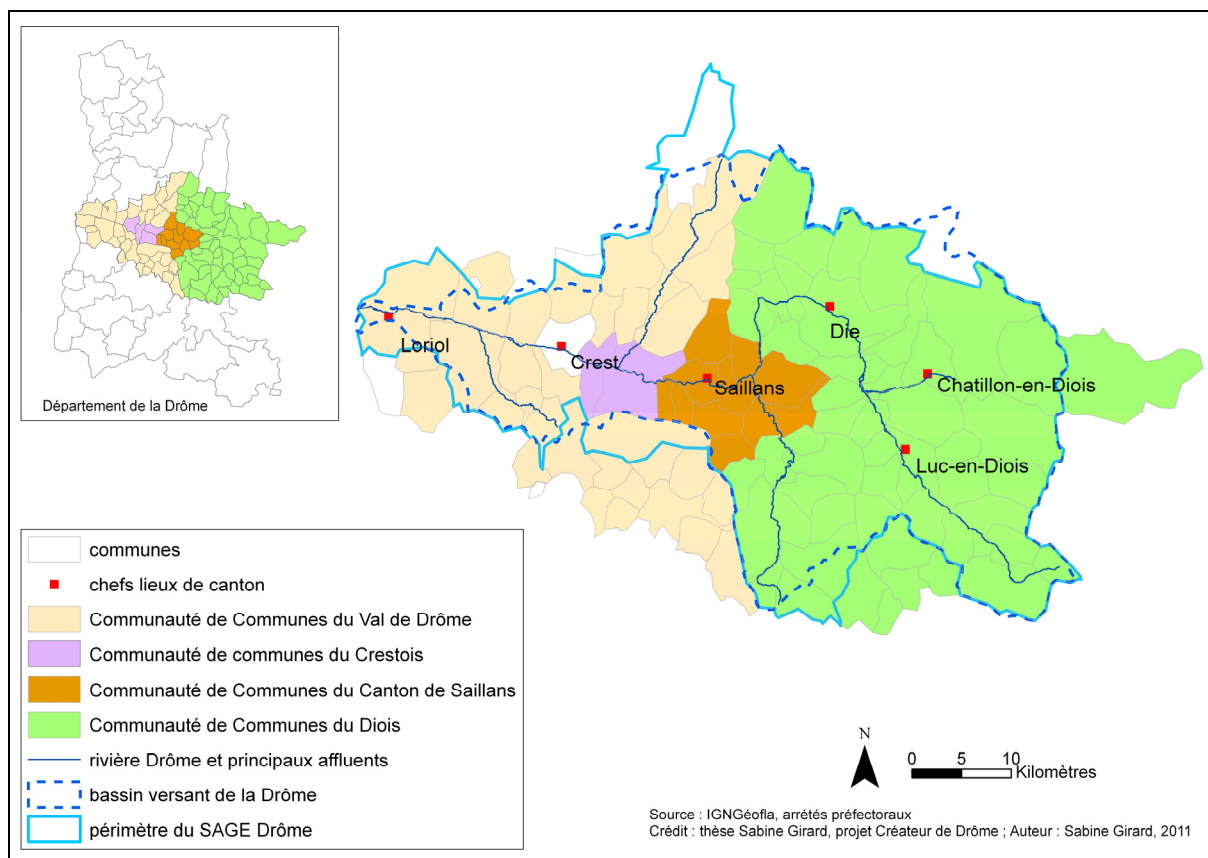 Département de la Drôme
Loriol
Crest
Saillans
Die
Chatillon-en-Diois
Luc-en-Diois
communes
chefs lieux de canton
Communauté de Communes du Val de Drôme
Communauté de communes du Crestois
Communauté de Communes du Canton de Saillans
Communauté de Communes du Diois
rivière Drôme et principaux affluents
bassin versant de la Drôme
périmètre du SAGE Drôme
N
0 5 10
Kilomètres
Source : IGNGéofla, arrétés préfectoraux
Crédit : thèse Sabine Girard, projet Créateur de Drôme ; Auteur : Sabine Girard, 2011